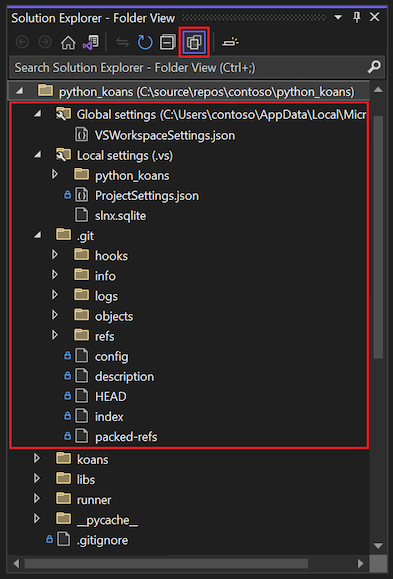 Solution Explorer - Folder View
Search Solution Explorer - Folder View (Ctrl+;)
python_koans (C:\source\repos\contoso\python_koans)
Global settings (C:\Users\contoso\AppData\Local\Micr
VSWorkspaceSettings.json
Local settings (.vs)
python_koans
ProjectSettings.json
slnx.sqlite
.git
hooks
info
logs
objects
refs
config
description
HEAD
index
packed-refs
koans
libs
runner
__pycache__
.gitignore